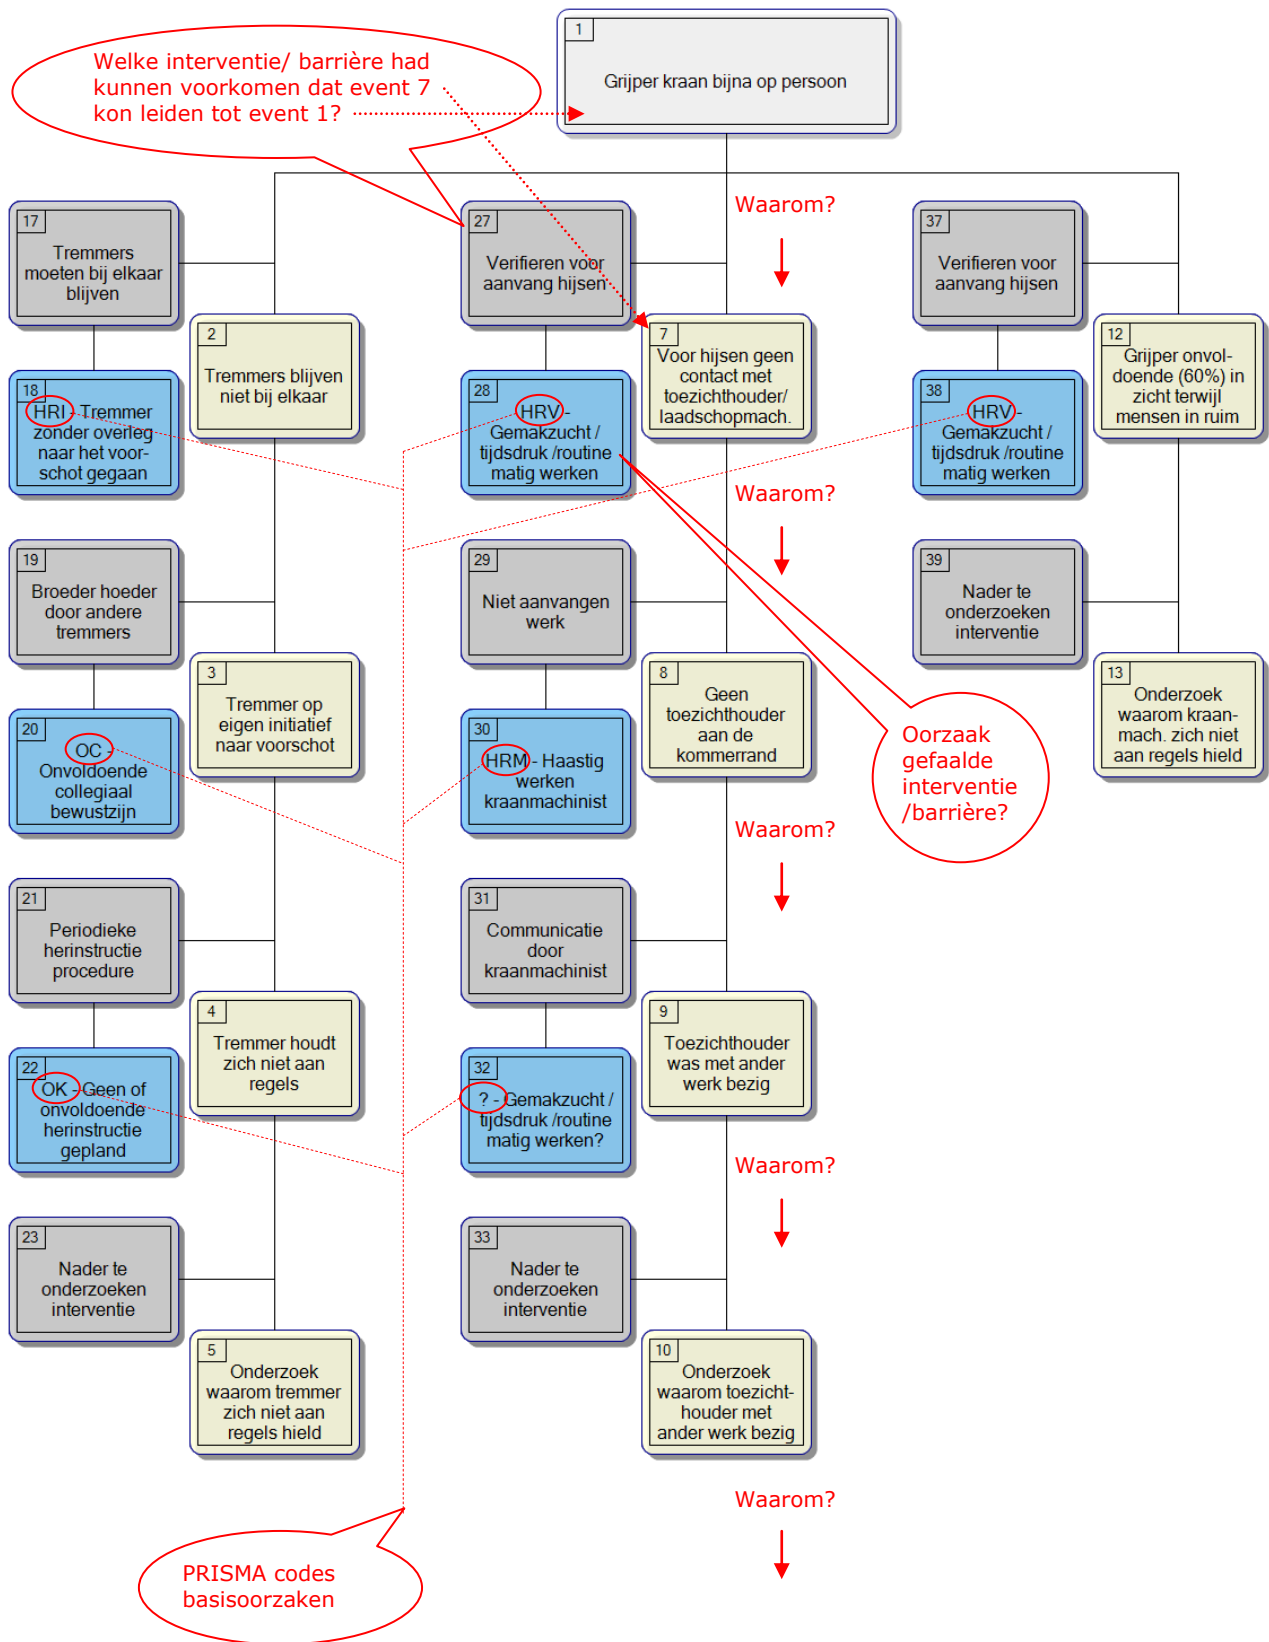 1
Grijper kraan bijna op persoon
Welke interventie/ barrière had
kunnen voorkomen dat event 7
kon leiden tot event 1?
17
Tremmers
moeten bij elkaar
blijven
27
Verifieren voor
aanvang hijsen
Waarom?
37
Verifieren voor
aanvang hijsen
2
Tremmers blijven
niet bij elkaar
7
Voor hijsen geen
contact met
toezichthouder/
laadschopmach.
12
Grijper onvol-
doende (60%) in
zicht terwijl
mensen in ruim
18
HRI - Tremmer
zonder overleg
naar het voor-
schot gegaan
28
HRV -
Gemakzucht /
tijdsdruk /routine
matig werken
38
HRV -
Gemakzucht /
tijdsdruk /routine
matig werken
Waarom?
19
Broeder hoeder
door andere
tremmers
29
Niet aanvangen
werk
39
Nader te
onderzoeken
interventie
3
Tremmer op
eigen initiatief
naar voorschot
8
Geen
toezichthouder
aan de
kommerrand
13
Onderzoek
waarom kraan-
mach. zich niet
aan regels hield
20
OC -
Onvoldoende
collegiaal
bewustzijn
30
HRM - Haastig
werken
kraanmachinist
Oorzaak
gefaalde
interventie
/barrière?
Waarom?
21
Periodieke
herinstructie
procedure
31
Communicatie
door
kraanmachinist
4
Tremmer houdt
zich niet aan
regels
9
Toezichthouder
was met ander
werk bezig
22
OK - Geen of
onvoldoende
herinstructie
gepland
32
? - Gemakzucht /
tijdsdruk /routine
matig werken?
Waarom?
23
Nader te
onderzoeken
interventie
33
Nader te
onderzoeken
interventie
5
Onderzoek
waarom tremmer
zich niet aan
regels hield
10
Onderzoek
waarom toezicht-
houder met
ander werk bezig
Waarom?
PRISMA codes
basisoorzaken